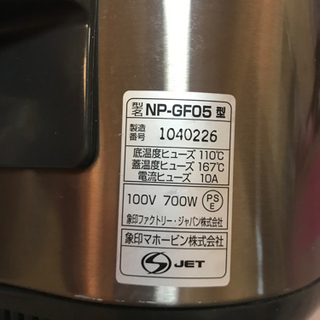 型名 NP-GF05 型
製造番号 1040226
底温度ヒューズ 110℃
蓋温度ヒューズ 167℃
電流ヒューズ 10A
100V 700W PSE
象印ファクトリー・ジャパン株式会社
象印マホービン株式会社
S JET